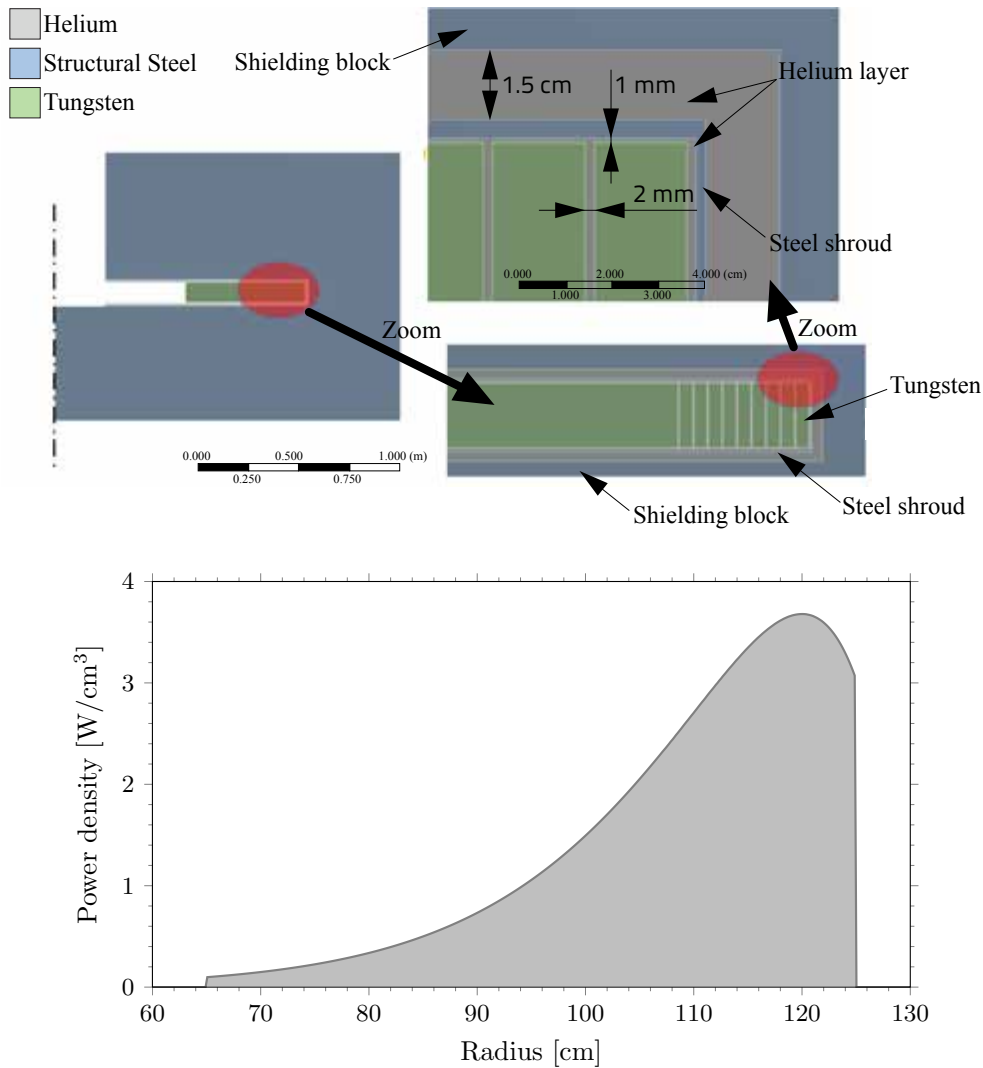 Helium
Structural Steel
Tungsten
Shielding block
1.5 cm
1 mm
Helium layer
2 mm
Steel shroud
0.000 2.000 4.000 (cm)
1.000 3.000
Zoom
Zoom
Tungsten
0.000 0.500 1.000 (m)
0.250 0.750
Steel shroud
Shielding block
4
3
2
1
0
Power density [W/cm³]
60 70 80 90 100 110 120 130
Radius [cm]